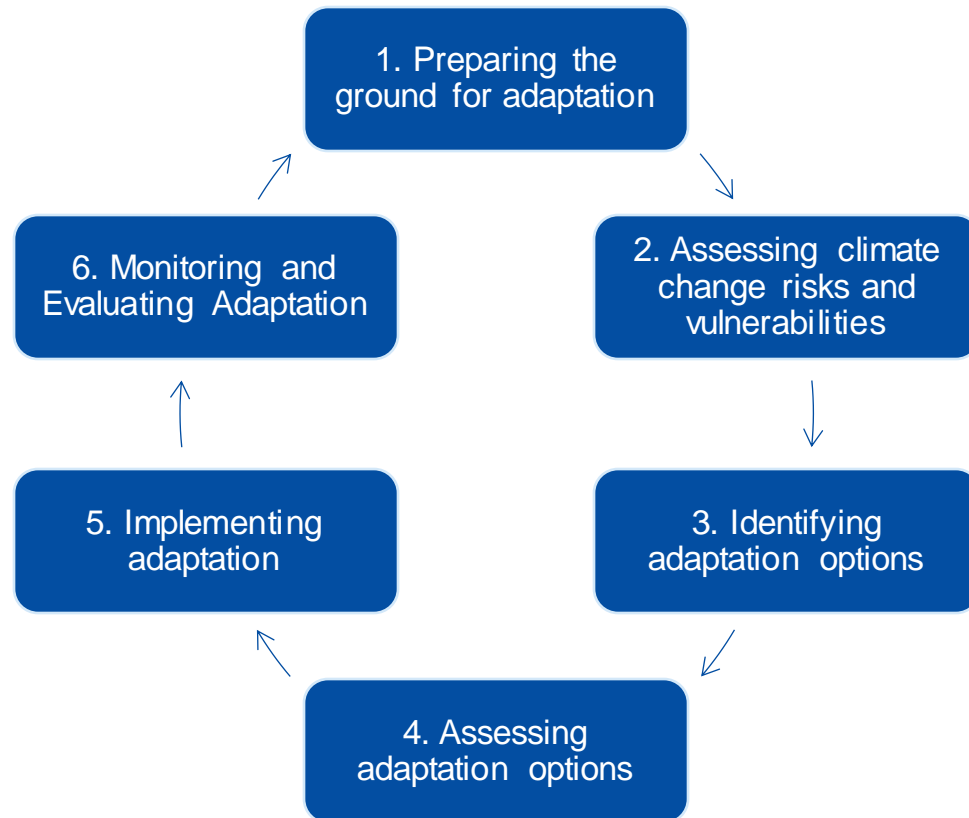 1. Preparing the
ground for adaptation
2. Assessing climate
change risks and
vulnerabilities
3. Identifying
adaptation options
4. Assessing
adaptation options
5. Implementing
adaptation
6. Monitoring and
Evaluating Adaptation